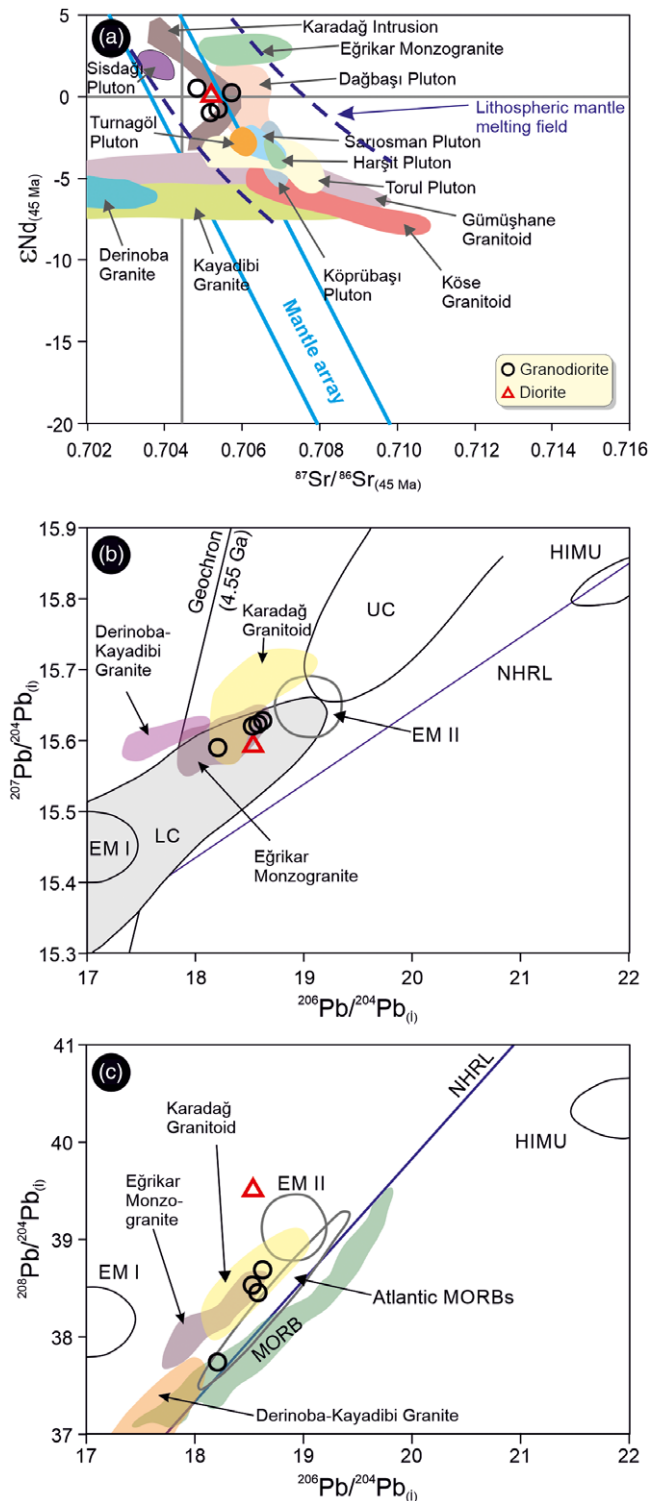 (a)
Karadağ Intrusion
Eğrikar Monzogranite
Sisdağı
Pluton
Dağbaşı Pluton
Lithospheric mantle
melting field
Turnagöl
Pluton
Sarıosman Pluton
Harşit Pluton
Torul Pluton
Gümüşhane
Granitoid
Derinoba
Granite
Kayadibi
Granite
Köprübaşı
Pluton
Köse
Granitoid
Mantle array
Granodiorite
Diorite
5
0
-5
-10
-15
-20
εNd(45 Ma)
0.702 0.704 0.706 0.708 0.710 0.712 0.714 0.716
87Sr/86Sr(45 Ma)
(b)
Geochron
(4.55 Ga)
HIMU
UC
Karadağ
Granitoid
Derinoba-
Kayadibi
Granite
NHRL
EM II
LC
EM I
Eğrikar
Monzogranite
15.9
15.8
15.7
15.6
15.5
15.4
15.3
207Pb/204Pb(i)
17 18 19 20 21 22
206Pb/204Pb(i)
(c)
NHRL
Karadağ
Granitoid
HIMU
EM II
Eğrikar
Monzo-
granite
EM I
Atlantic MORBs
MORB
Derinoba-Kayadibi Granite
41
40
39
38
37
208Pb/204Pb(i)
17 18 19 20 21 22
206Pb/204Pb(i)